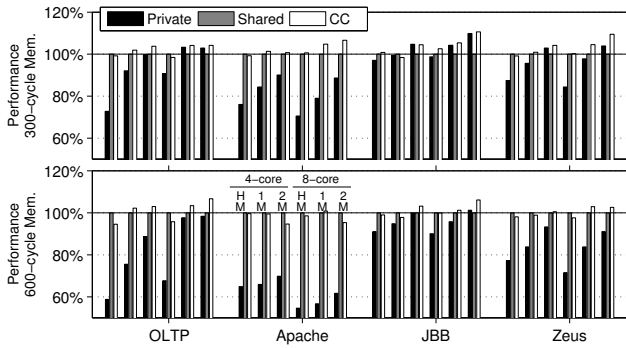 Private Shared CC
120%
100%
80%
60%
Performance
300−cycle Mem.
120%
100%
80%
60%
Performance
600−cycle Mem.
4−core 8−core
H 1 2 H 1 2
M M M M M M
OLTP Apache JBB Zeus